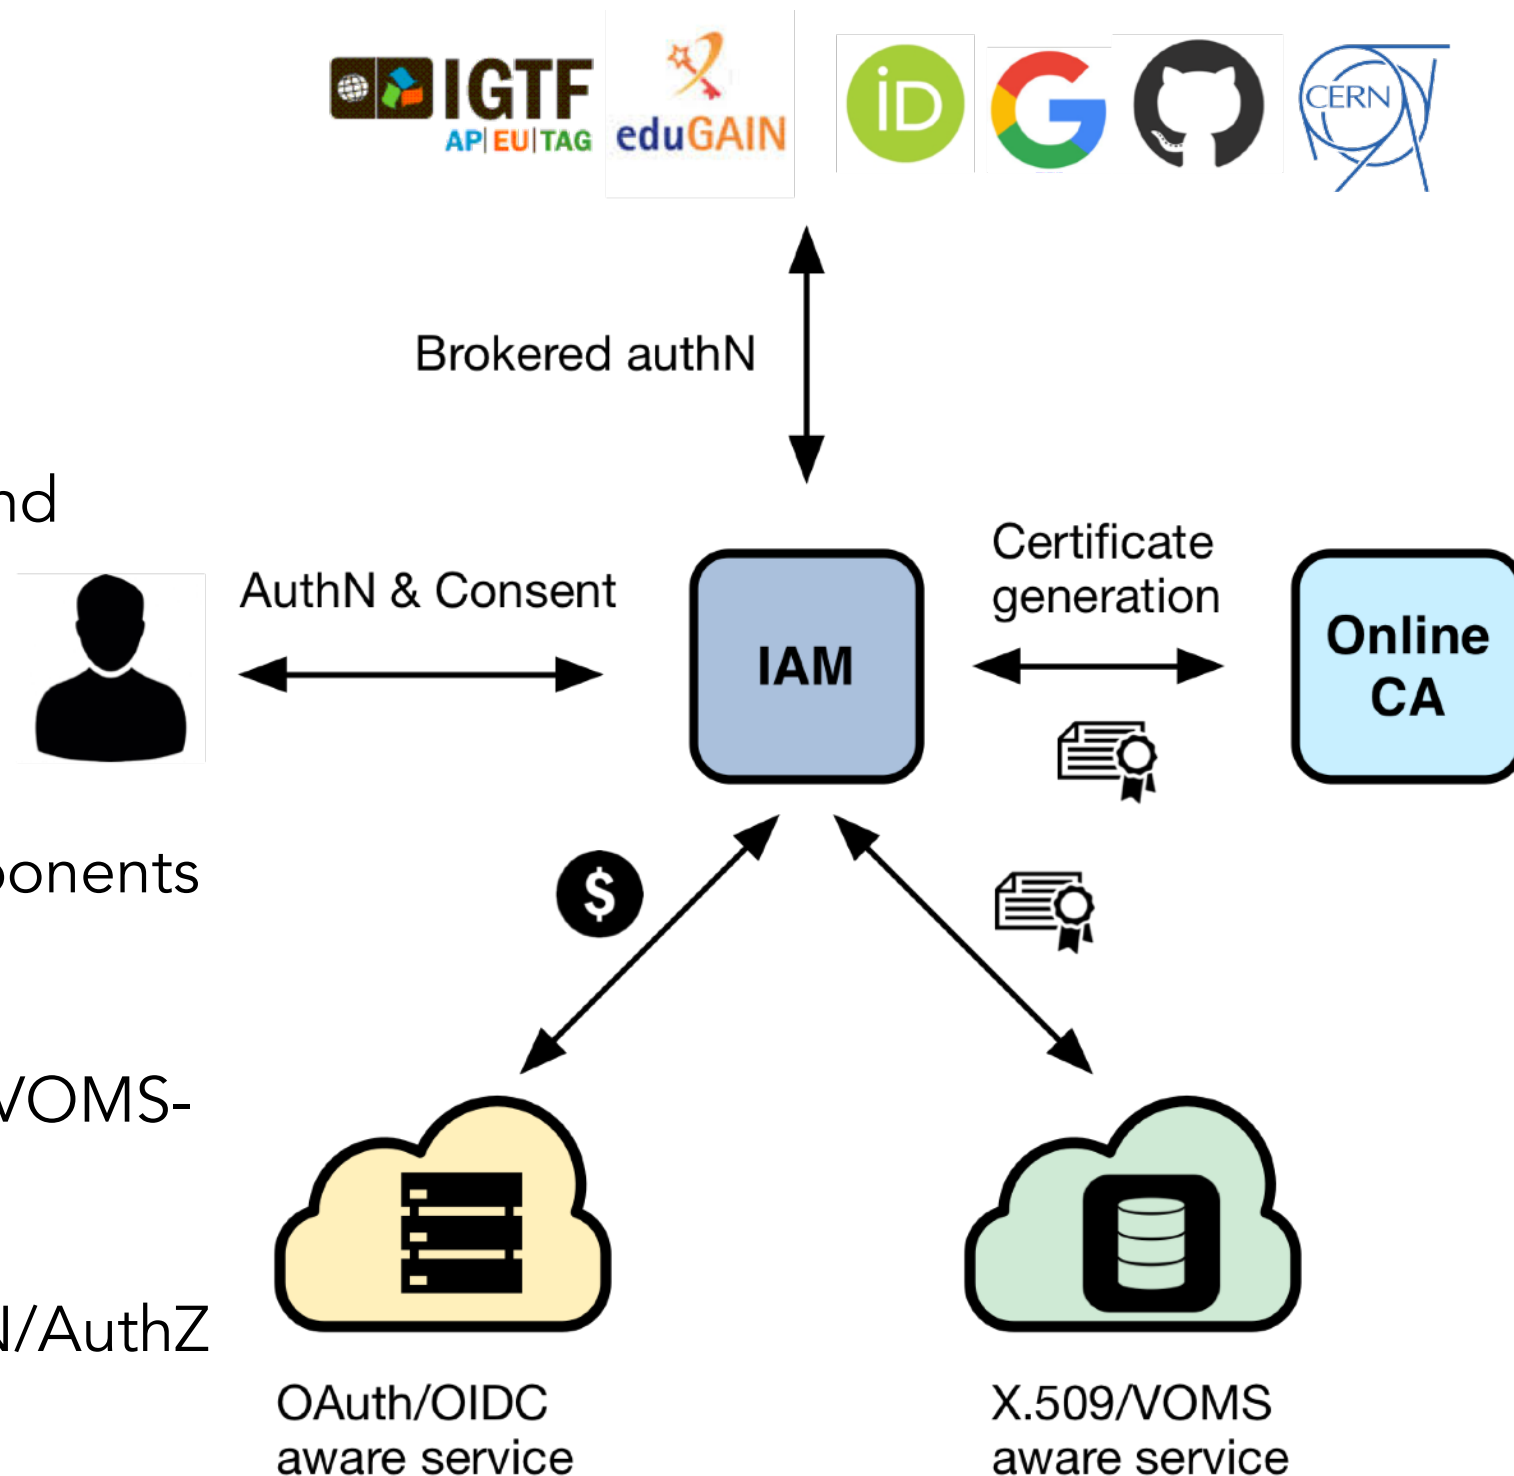 IGTF
AP|EU|TAG
eduGAIN
iD
G
CERN
Brokered authN
nd
AuthN & Consent
Certificate
generation
IAM
Online
CA
ponents
$
VOMS-
N/AuthZ
OAuth/OIDC
aware service
X.509/VOMS
aware service